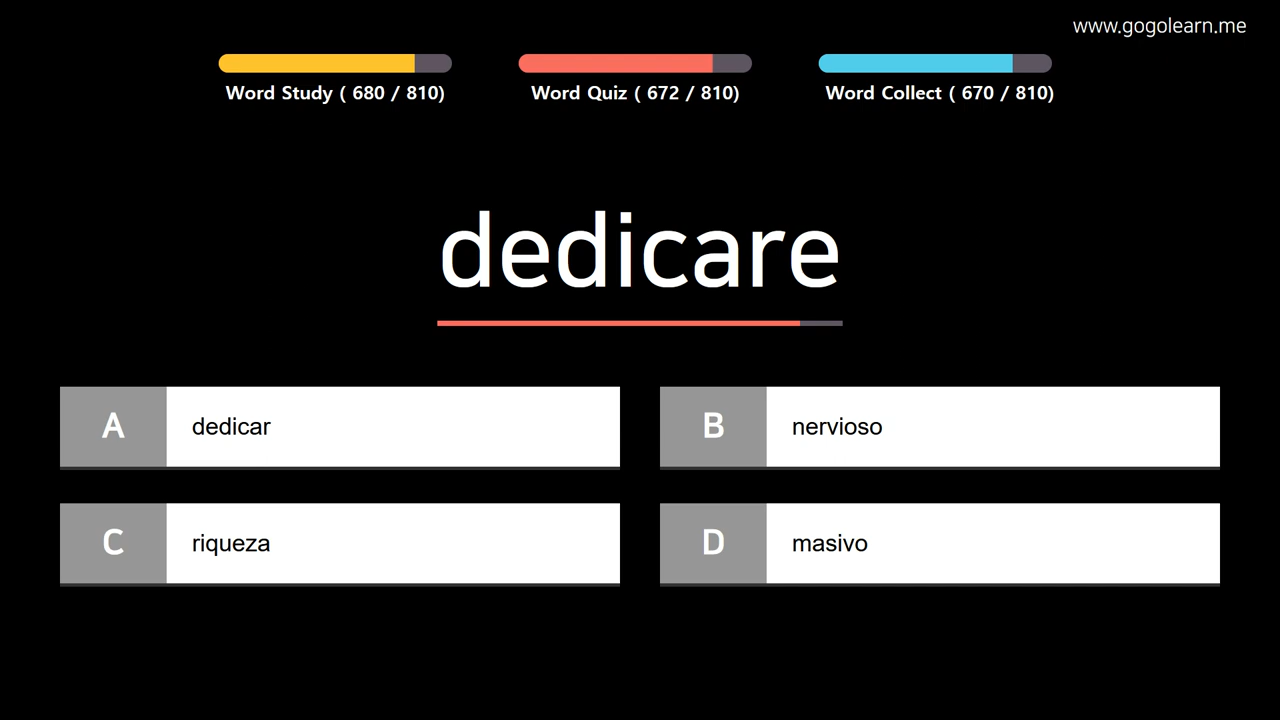 www.gogolearn.me
Word Study ( 680 / 810)
Word Quiz ( 672 / 810)
Word Collect ( 670 / 810)
dedicare
A dedicar
B nervioso
C riqueza
D masivo